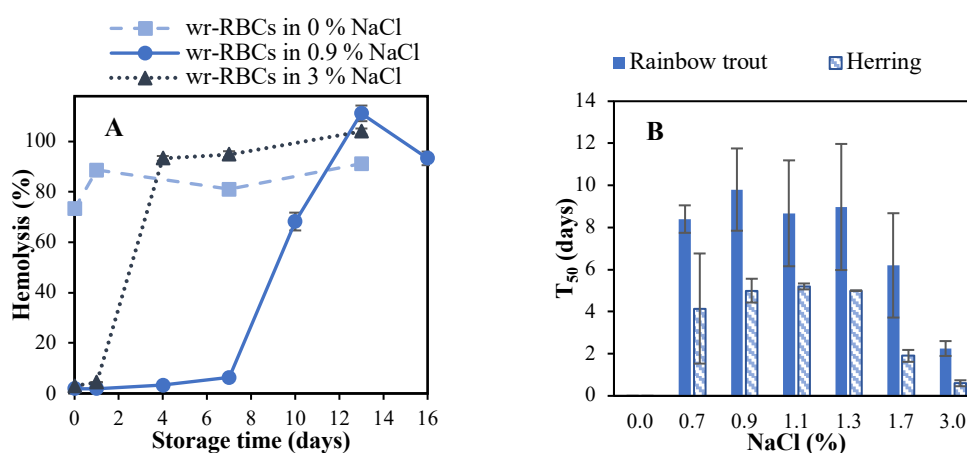 wr-RBCs in 0 % NaCl
wr-RBCs in 0.9 % NaCl
wr-RBCs in 3 % NaCl
A
Hemolysis (%)
100
80
60
40
20
0
0 2 4 6 8 10 12 14 16
Storage time (days)
Rainbow trout Herring
B
T50 (days)
14
12
10
8
6
4
2
0
0.0 0.7 0.9 1.1 1.3 1.7 3.0
NaCl (%)